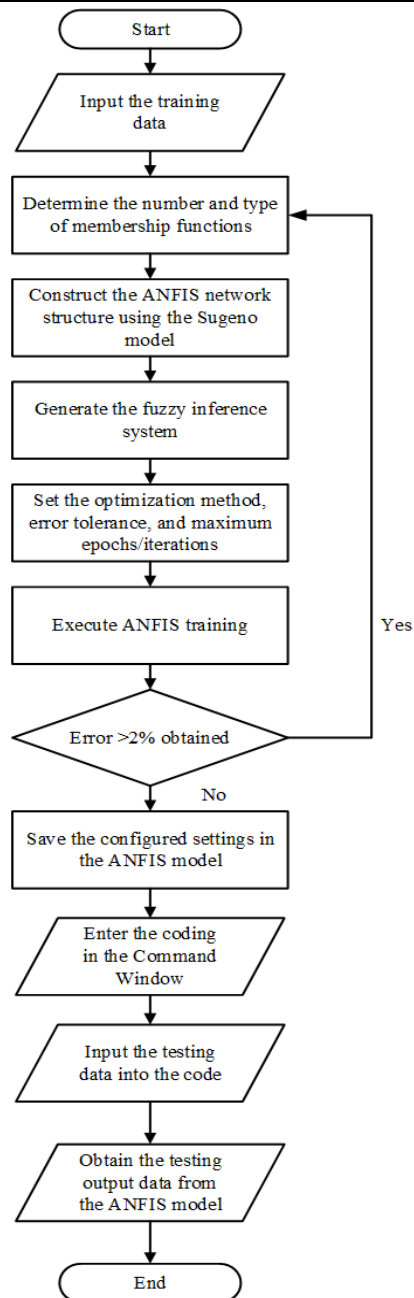 Start
Input the training
data
Determine the number and type
of membership functions
Construct the ANFIS network
structure using the Sugeno
model
Generate the fuzzy inference
system
Set the optimization method,
error tolerance, and maximum
epochs/iterations
Execute ANFIS training
Yes
Error >2% obtained
No
Save the configured settings in
the ANFIS model
Enter the coding
in the Command
Window
Input the testing
data into the code
Obtain the testing
output data from
the ANFIS model
End